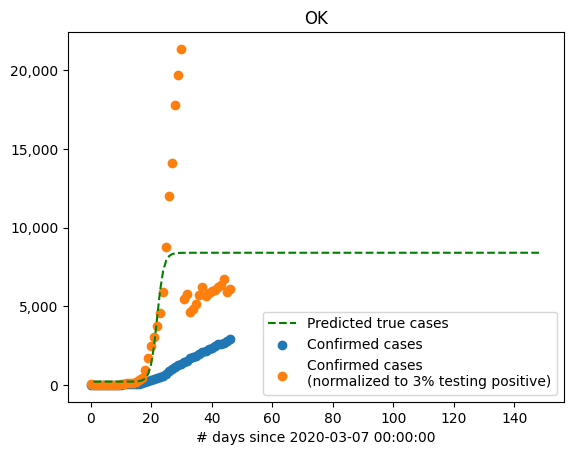 OK
20,000
15,000
10,000
5,000
0
0 20 40 60 80 100 120 140
# days since 2020-03-07 00:00:00
Predicted true cases
Confirmed cases
Confirmed cases
(normalized to 3% testing positive)